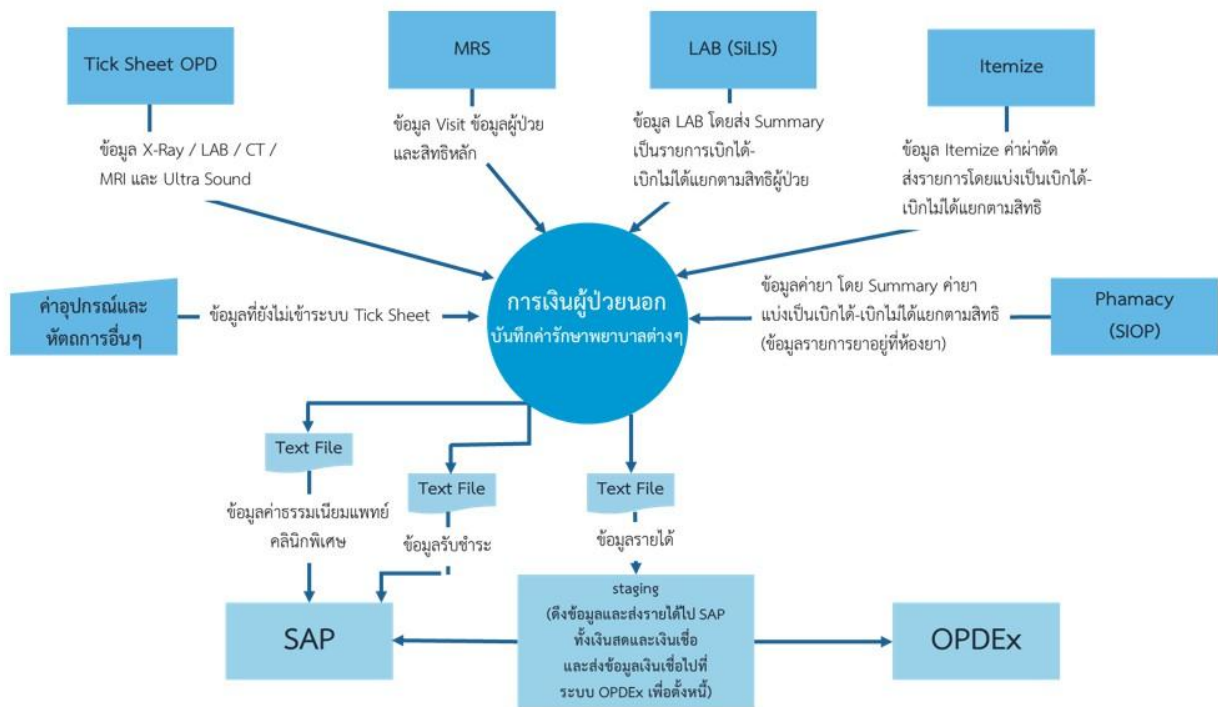 Tick Sheet OPD
MRS
LAB (SiLIS)
Itemize
ข้อมูล X-Ray / LAB / CT /
MRI และ Ultra Sound
ข้อมูล Visit ข้อมูลผู้ป่วย
และสิทธิหลัก
ข้อมูล LAB โดยส่ง Summary
เป็นรายการเบิกได้-
เบิกไม่ได้แยกตามสิทธิผู้ป่วย
ข้อมูล Itemize ค่าผ่าตัด
ส่งรายการโดยแบ่งเป็นเบิกได้-
เบิกไม่ได้แยกตามสิทธิ
ค่าอุปกรณ์และ
หัตถการอื่นๆ
ข้อมูลที่ยังไม่เข้าระบบ Tick Sheet
การเงินผู้ป่วยนอก
บันทึกค่ารักษาพยาบาลต่างๆ
ข้อมูลค่ายา โดย Summary ค่ายา
แบ่งเป็นเบิกได้-เบิกไม่ได้แยกตามสิทธิ
(ข้อมูลรายการยาอยู่ที่ห้องยา)
Phamacy
(SIOP)
Text File
Text File
Text File
ข้อมูลค่าธรรมเนียมแพทย์
คลินิกพิเศษ
ข้อมูลรับชำระ
ข้อมูลรายได้
SAP
staging
(ดึงข้อมูลและส่งรายได้ไป SAP
ทั้งเงินสดและเงินเชื่อ
และส่งข้อมูลเงินเชื่อไปที่
ระบบ OPDEx เพื่อตั้งหนี้)
OPDEx